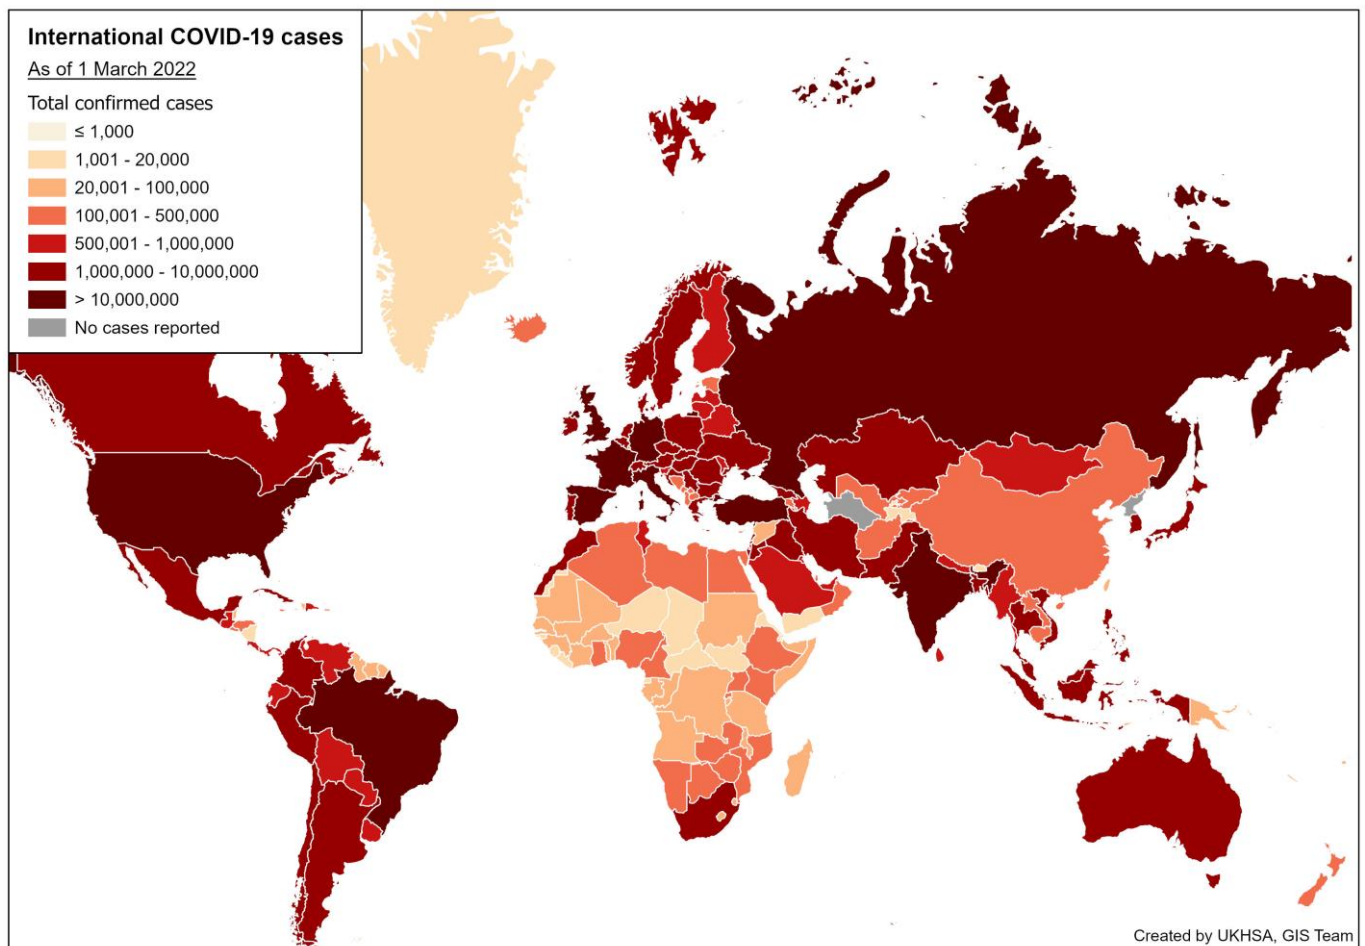 International COVID-19 cases
As of 1 March 2022
Total confirmed cases
≤ 1,000
1,001 - 20,000
20,001 - 100,000
100,001 - 500,000
500,001 - 1,000,000
1,000,000 - 10,000,000
> 10,000,000
No cases reported
Created by UKHSA, GIS Team